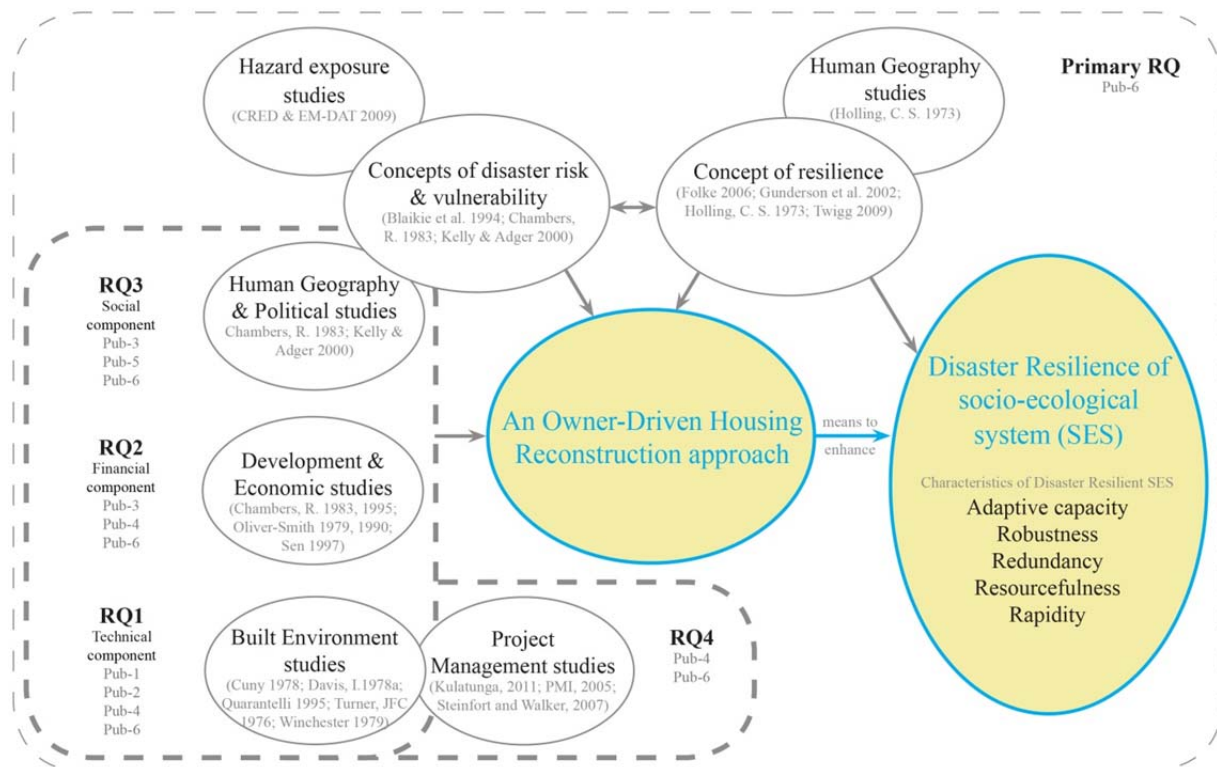 Hazard exposure
studies
(CRED & EM-DAT 2009)
Human Geography
studies
(Holling, C. S. 1973)
Primary RQ
Pub-6
Concepts of disaster risk
& vulnerability
(Blaikie et al. 1994; Chambers,
R. 1983; Kelly & Adger 2000)
Concept of resilience
(Folke 2006; Gunderson et al. 2002;
Holling, C. S. 1973; Twigg 2009)
RQ3
Social
component
Pub-3
Pub-5
Pub-6
Human Geography
& Political studies
Chambers, R. 1983; Kelly &
Adger 2000)
An Owner-Driven Housing
Reconstruction approach
means to
enhance
Disaster Resilience of
socio-ecological
system (SES)
Characteristics of Disaster Resilient SES
Adaptive capacity
Robustness
Redundancy
Resourcefulness
Rapidity
RQ2
Financial
component
Pub-3
Pub-4
Pub-6
Development &
Economic studies
(Chambers, R. 1983, 1995;
Oliver-Smith 1979, 1990;
Sen 1997)
RQ1
Technical
component
Pub-1
Pub-2
Pub-4
Pub-6
Built Environment
studies
(Cuny 1978; Davis, I.1978a;
Quarantelli 1995; Turner, JFC
1976; Winchester 1979)
Project
Management studies
(Kulatunga, 2011; PMI, 2005;
Steinfort and Walker, 2007)
RQ4
Pub-4
Pub-6